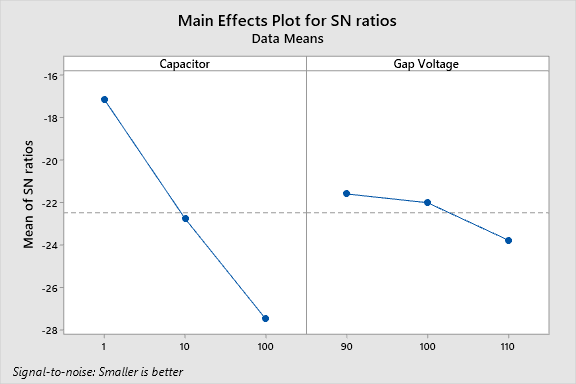 Main Effects Plot for SN ratios
Data Means
Capacitor
Gap Voltage
Mean of SN ratios
-16
-18
-20
-22
-24
-26
-28
1 10 100
90 100 110
Signal-to-noise: Smaller is better